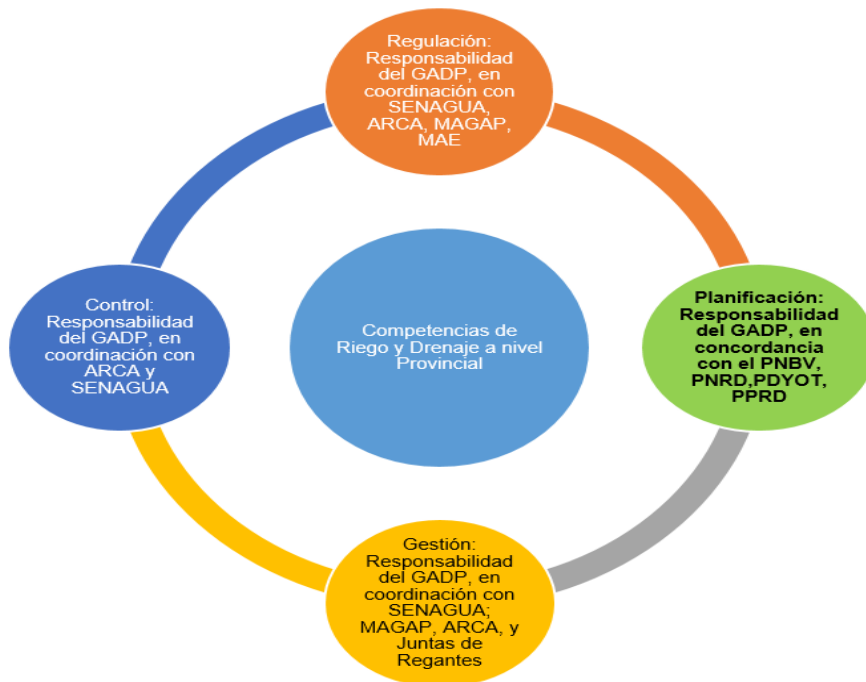 Regulación:
Responsabilidad
del GADP, en
coordinación con
SENAGUA,
ARCA, MAGAP,
MAE
Control:
Responsabilidad
del GADP, en
coordinación con
ARCA y
SENAGUA
Competencias de
Riego y Drenaje a nivel
Provincial
Planificación:
Responsabilidad
del GADP, en
concordancia
con el PNBV,
PNRD,PDYOT,
PPRD
Gestión:
Responsabilidad
del GADP, en
coordinación con
SENAGUA;
MAGAP, ARCA, y
Juntas de
Regantes